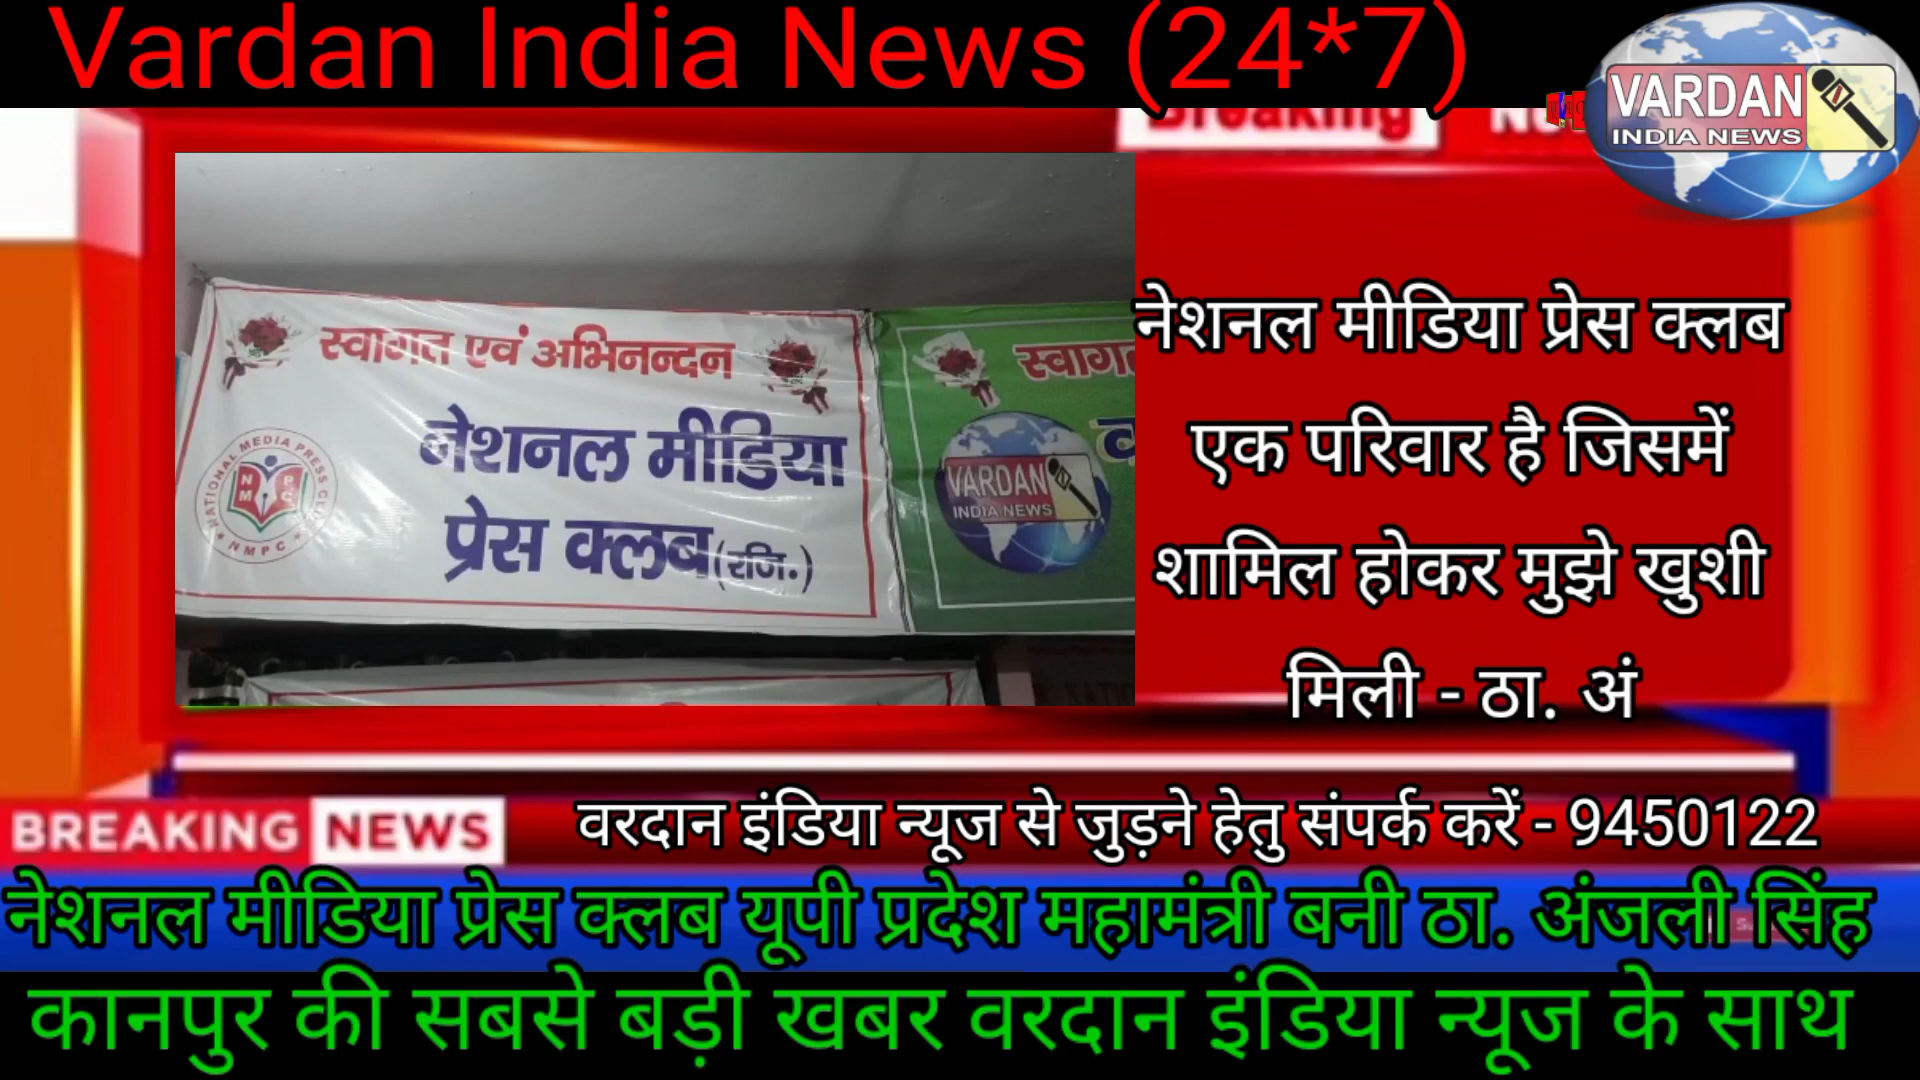 Vardan India News (24*7)
VARDAN
INDIA NEWS
Breaking
स्वागत एवं अभिनन्दन
नेशनल मीडिया
प्रेस क्लब (रजि.)
NATIONAL MEDIA PRESS CLUB
N P
M C
NMPC
VARDAN
INDIA NEWS
नेशनल मीडिया प्रेस क्लब
एक परिवार है जिसमें
शामिल होकर मुझे खुशी
मिली - ठा. अं
BREAKING NEWS
वरदान इंडिया न्यूज से जुड़ने हेतु संपर्क करें - 9450122
नेशनल मीडिया प्रेस क्लब यूपी प्रदेश महामंत्री बनी ठा. अंजली सिंह
कानपुर की सबसे बड़ी खबर वरदान इंडिया न्यूज के साथ